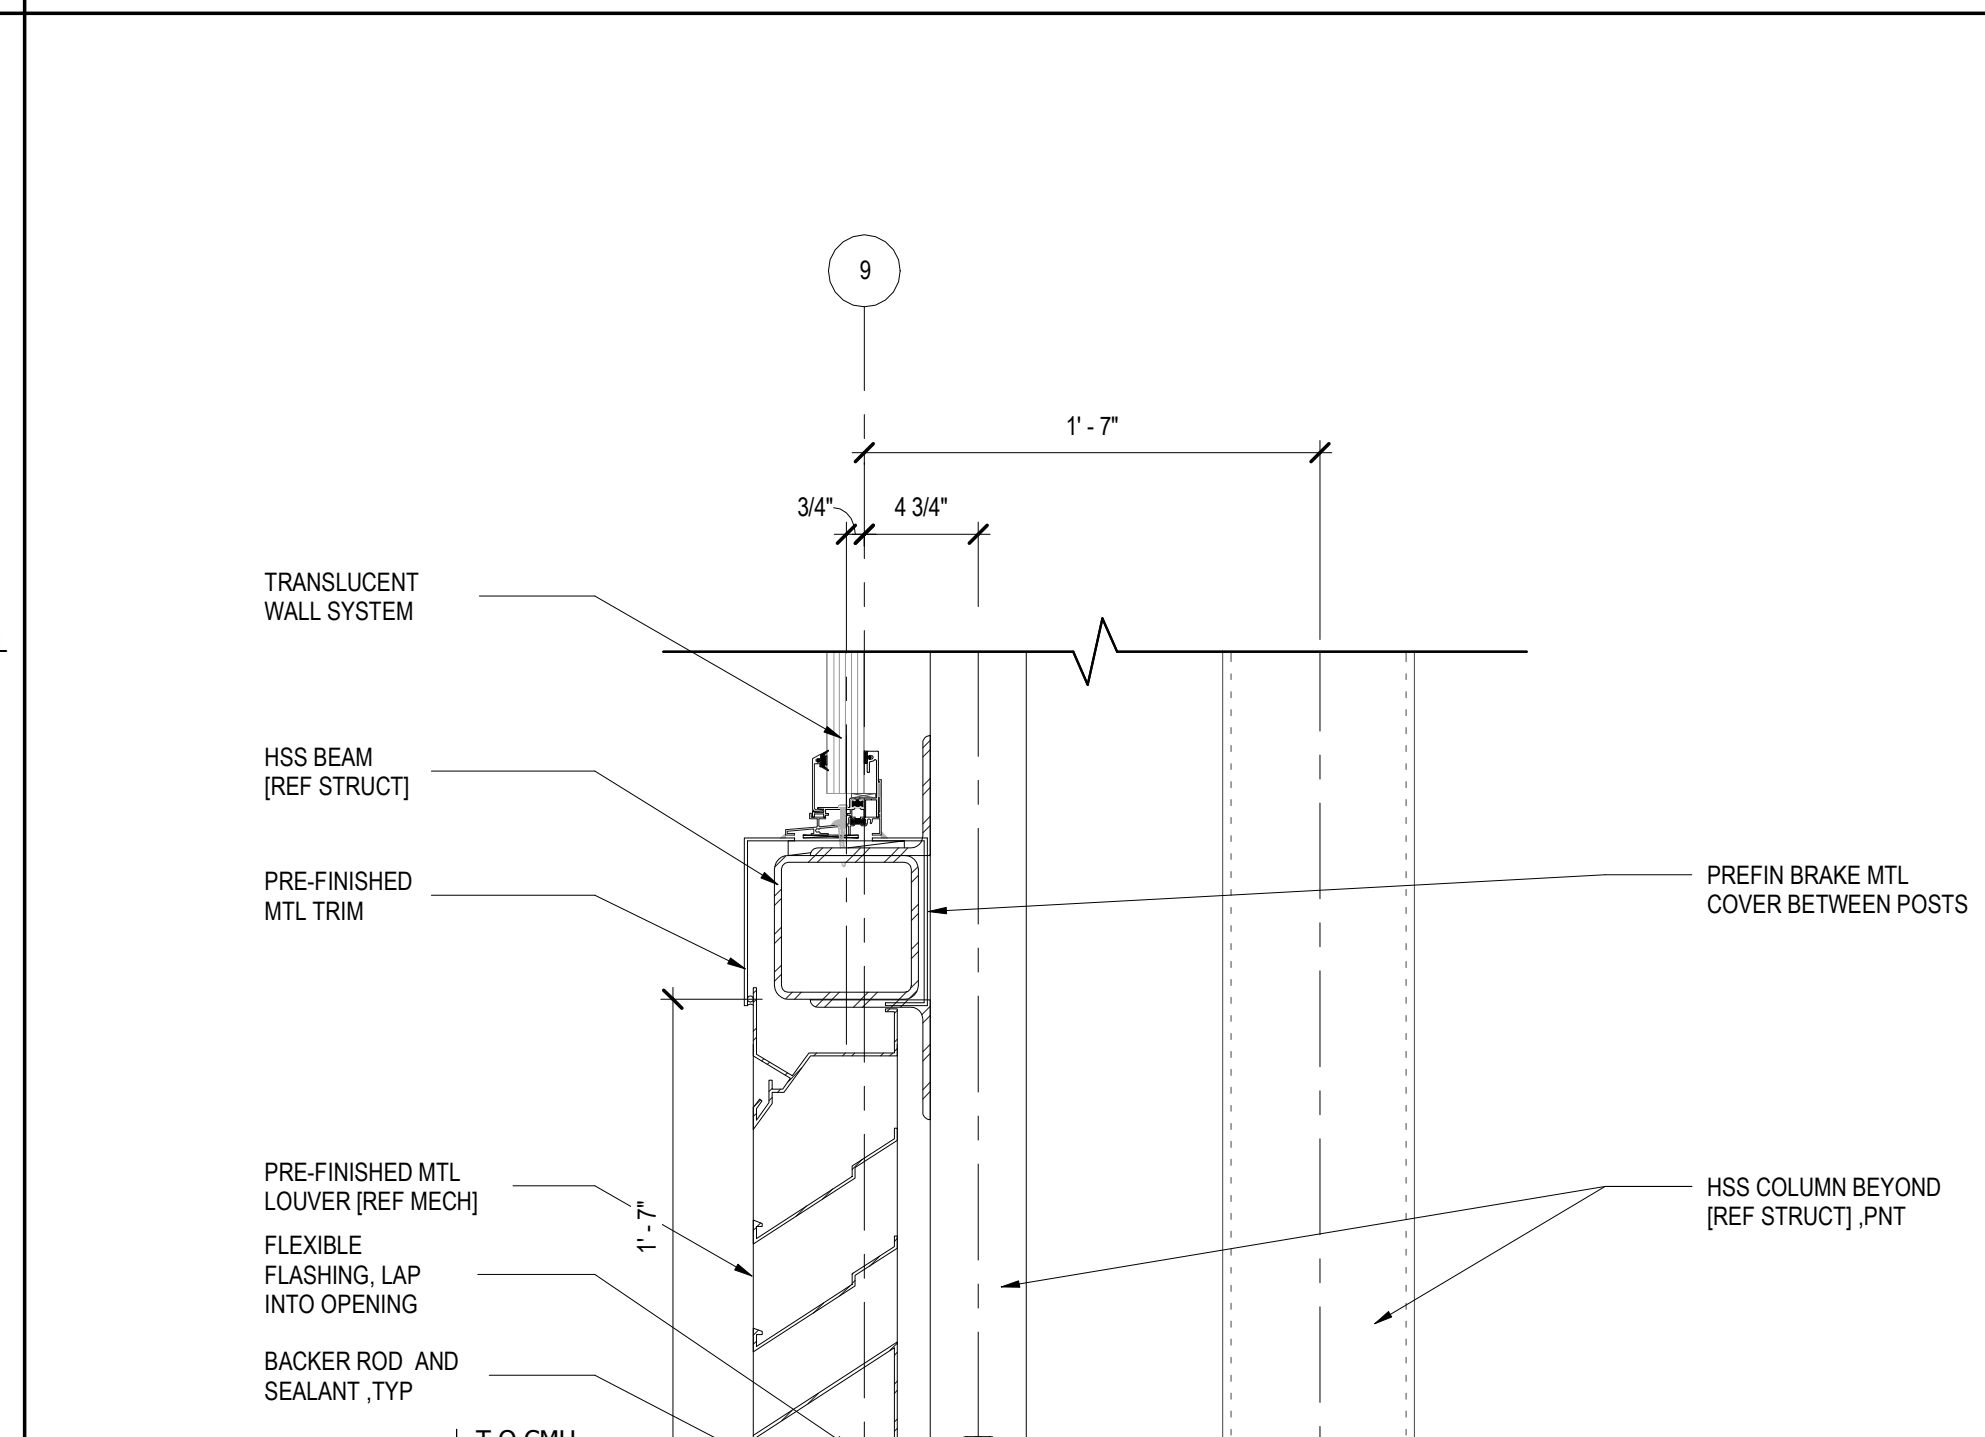 9
1' - 7"
3/4"
4 3/4"
TRANSLUCENT
WALL SYSTEM
HSS BEAM
[REF STRUCT]
PRE-FINISHED
MTL TRIM
PREFIN BRAKE MTL
COVER BETWEEN POSTS
PRE-FINISHED MTL
LOUVER [REF MECH]
1' - 7"
HSS COLUMN BEYOND
[REF STRUCT] ,PNT
FLEXIBLE
FLASHING, LAP
INTO OPENING
BACKER ROD AND
SEALANT ,TYP
T.O.CMU